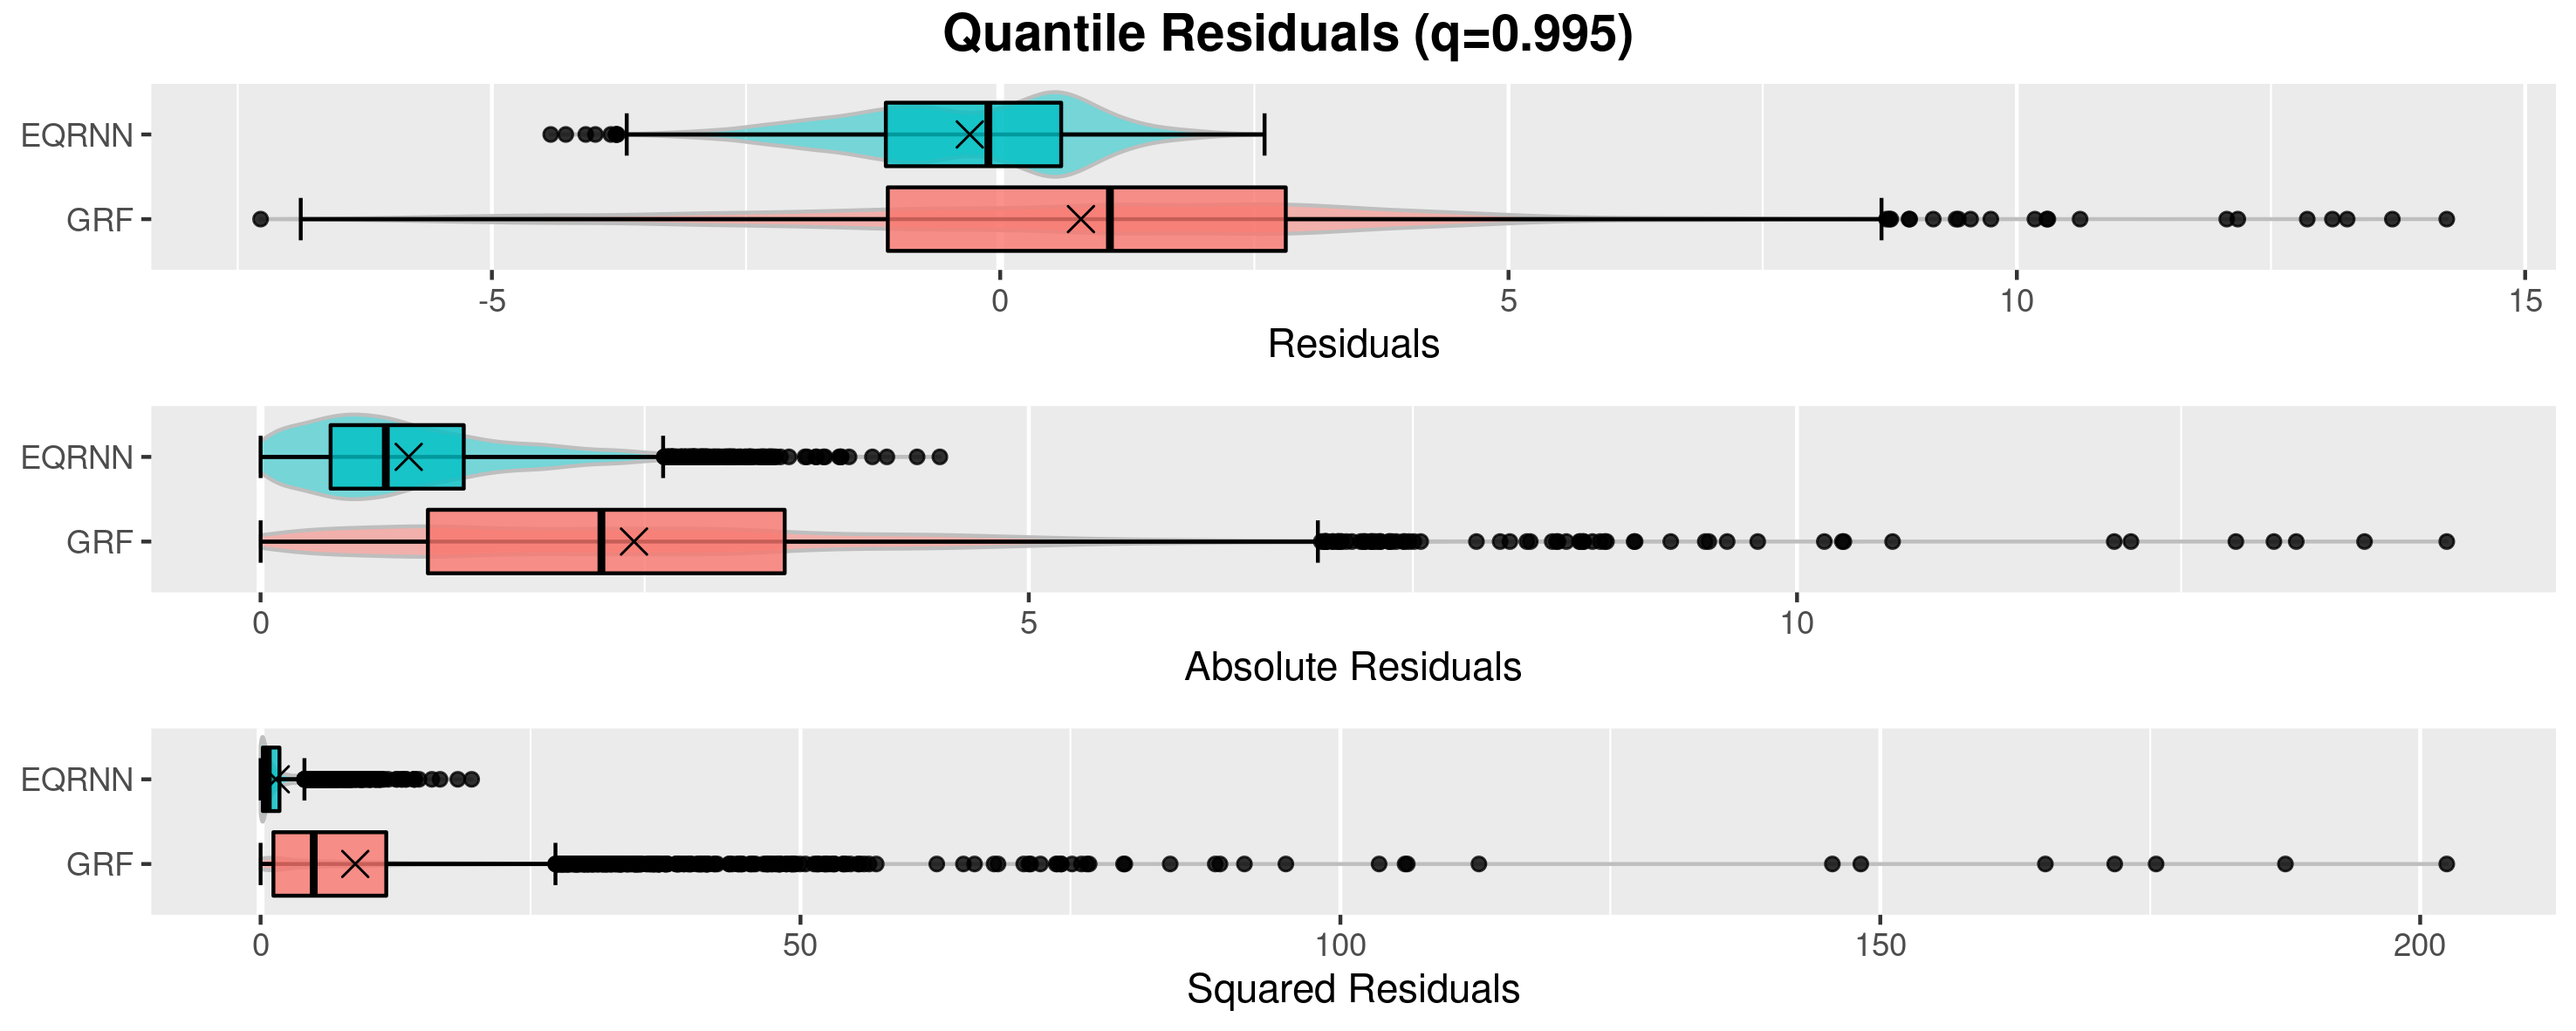 Quantile Residuals (q=0.995)
EQRNN
GRF
-5 0 5 10 15
Residuals
EQRNN
GRF
0 5 10
Absolute Residuals
EQRNN
GRF
0 50 100 150 200
Squared Residuals